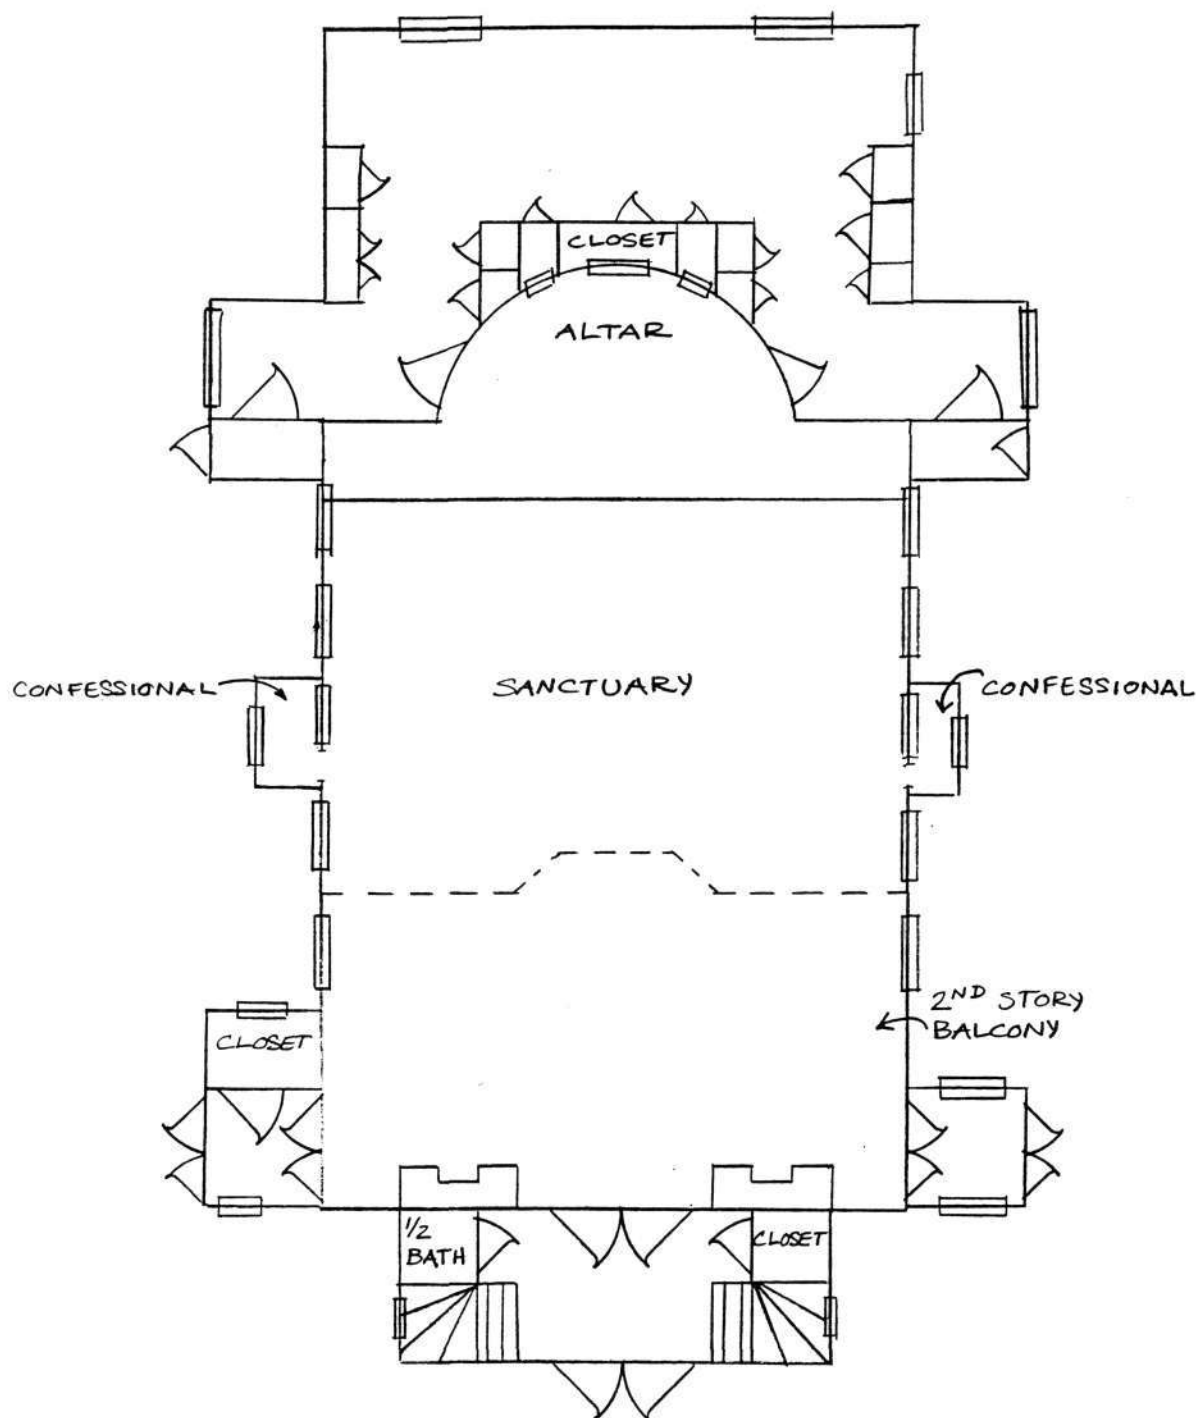 CLOSET
ALTAR
CONFESSIONAL
SANCTUARY
CONFESSIONAL
2ND STORY
BALCONY
CLOSET
1/2
BATH
CLOSET